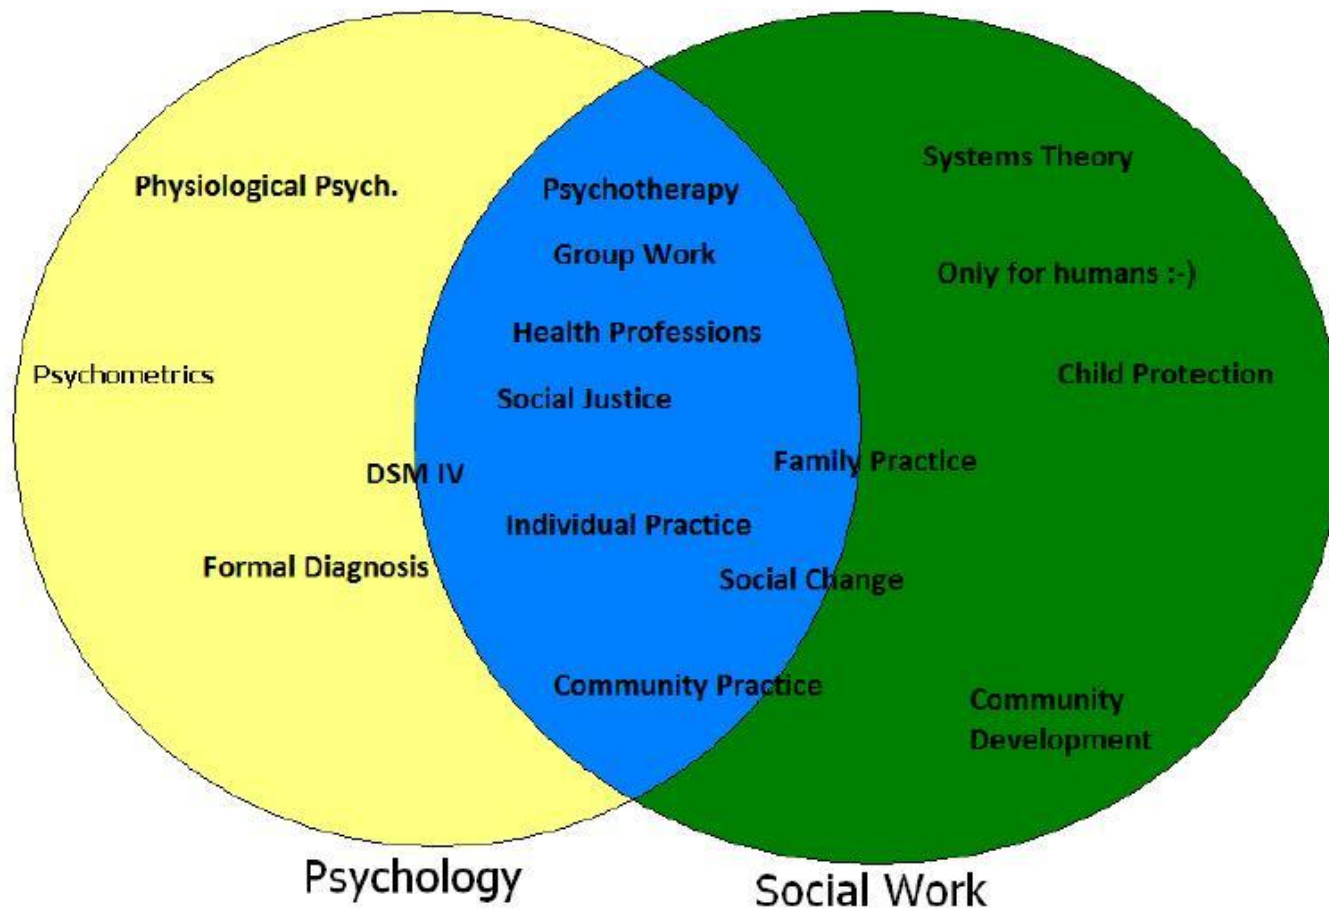 Systems Theory
Physiological Psych.
Psychotherapy
Group Work
Only for humans :-)
Health Professions
Psychometrics
Child Protection
Social Justice
DSM IV
Family Practice
Individual Practice
Formal Diagnosis
Social Change
Community Practice
Community
Development
Psychology
Social Work